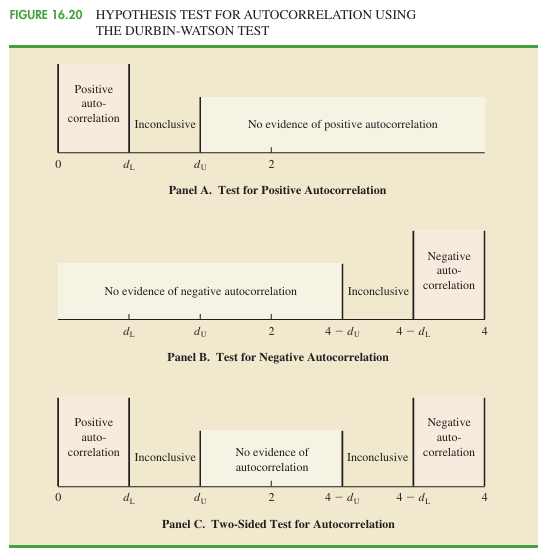 FIGURE 16.20 HYPOTHESIS TEST FOR AUTOCORRELATION USING
THE DURBIN-WATSON TEST
Positive
auto-
correlation
Inconclusive
No evidence of positive autocorrelation
0 dL dU 2
Panel A. Test for Positive Autocorrelation
No evidence of negative autocorrelation
Inconclusive
Negative
auto-
correlation
dL dU 2 4 − dU 4 − dL 4
Panel B. Test for Negative Autocorrelation
Positive
auto-
correlation
Inconclusive
No evidence of
autocorrelation
Inconclusive
Negative
auto-
correlation
0 dL dU 2 4 − dU 4 − dL 4
Panel C. Two-Sided Test for Autocorrelation